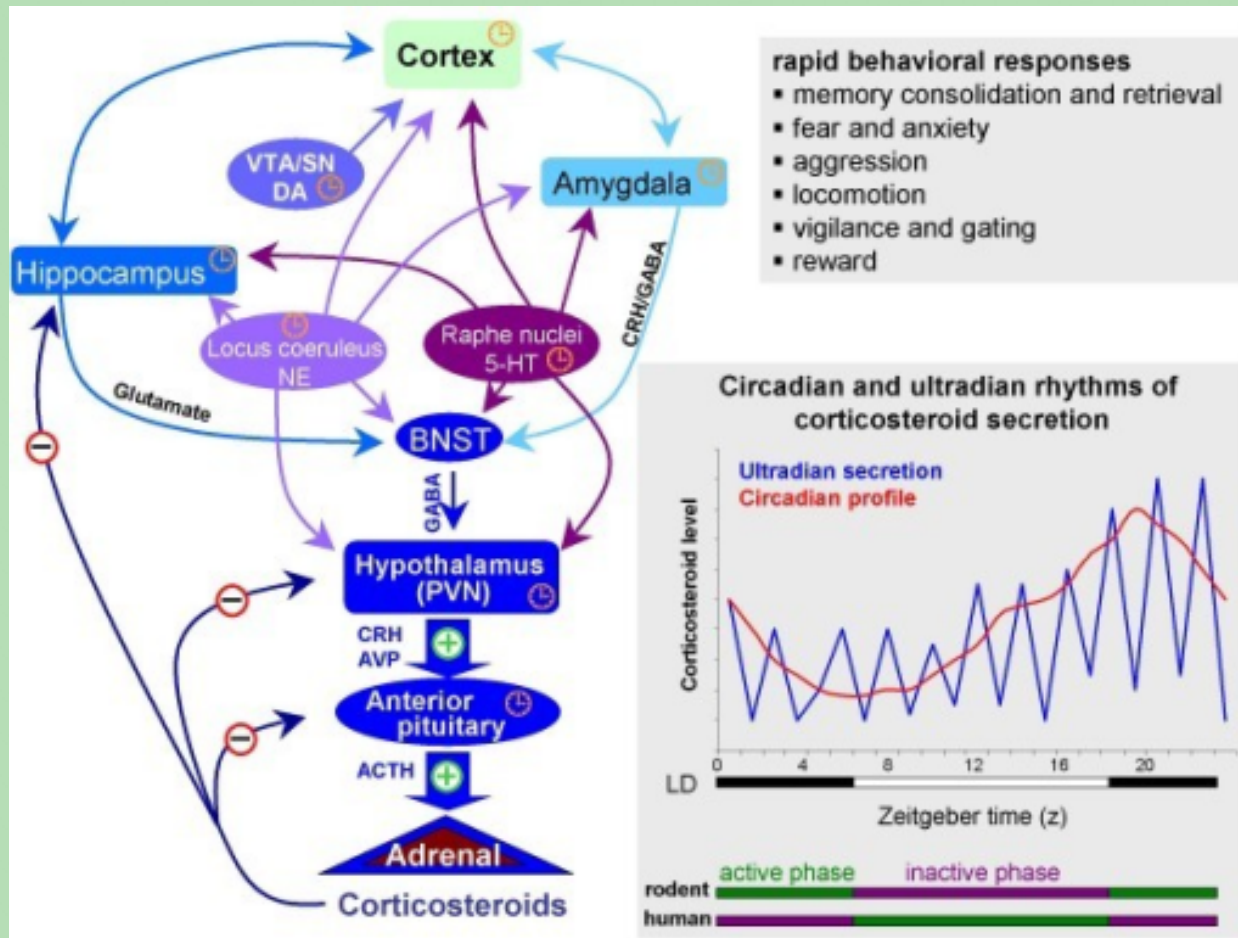 Cortex
VTA/SN
DA
Amygdala
Hippocampus
Locus coeruleus
NE
Raphe nuclei
5-HT
CRH/GABA
Glutamate
BNST
GABA
Hypothalamus
(PVN)
CRH
AVP
Anterior
pituitary
ACTH
Adrenal
Corticosteroids
rapid behavioral responses
▪ memory consolidation and retrieval
▪ fear and anxiety
▪ aggression
▪ locomotion
▪ vigilance and gating
▪ reward
Circadian and ultradian rhythms of
corticosteroid secretion
Ultradian secretion
Circadian profile
Corticosteroid level
0 4 8 12 16 20
LD
Zeitgeber time (z)
active phase inactive phase
rodent
human